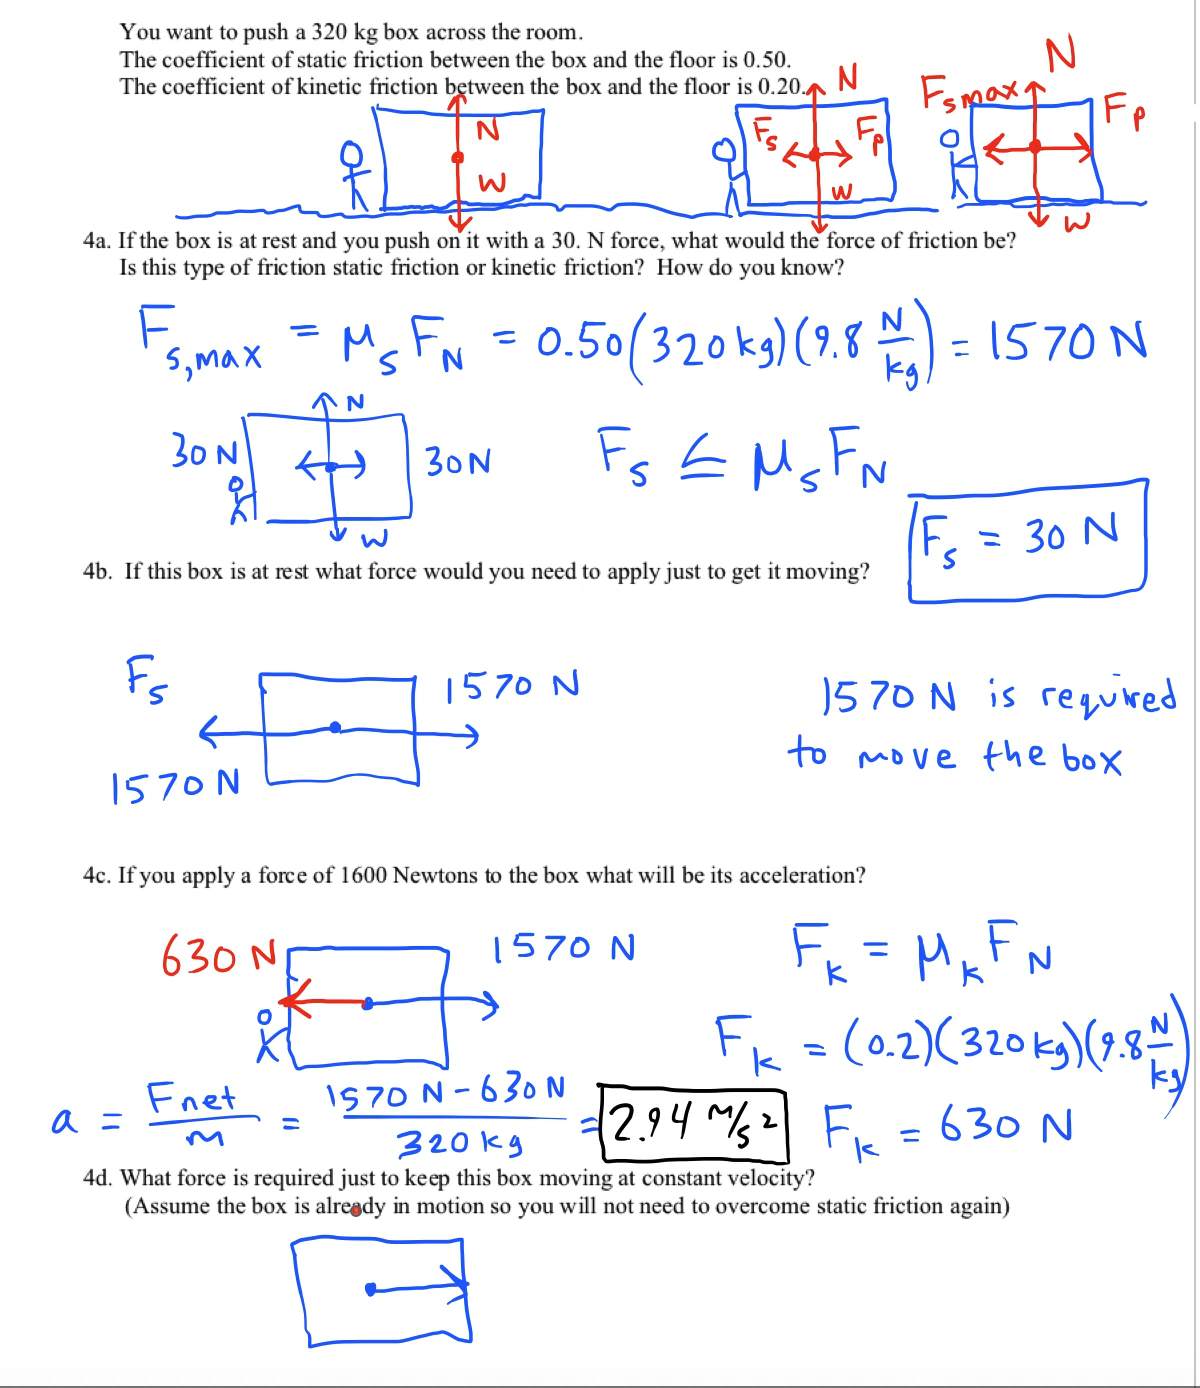 You want to push a 320 kg box across the room.
The coefficient of static friction between the box and the floor is 0.50.
The coefficient of kinetic friction between the box and the floor is 0.20.
N
W
N
Fs
Fp
W
N
Fsmax
Fp
W
4a. If the box is at rest and you push on it with a 30. N force, what would the force of friction be?
Is this type of friction static friction or kinetic friction? How do you know?
F s,max = μs FN = 0.50(320 kg)(9.8 N/kg) = 1570 N
N
30 N
30 N
W
Fs ≤ μs FN
Fs = 30 N
4b. If this box is at rest what force would you need to apply just to get it moving?
Fs
1570 N
1570 N
1570 N is required
to move the box
4c. If you apply a force of 1600 Newtons to the box what will be its acceleration?
630 N
1570 N
Fk = μk FN
Fk = (0.2)(320 kg)(9.8 N/kg)
Fk = 630 N
a = Fnet/m = 1570 N - 630 N / 320 kg = 2.94 m/s²
4d. What force is required just to keep this box moving at constant velocity?
(Assume the box is already in motion so you will not need to overcome static friction again)